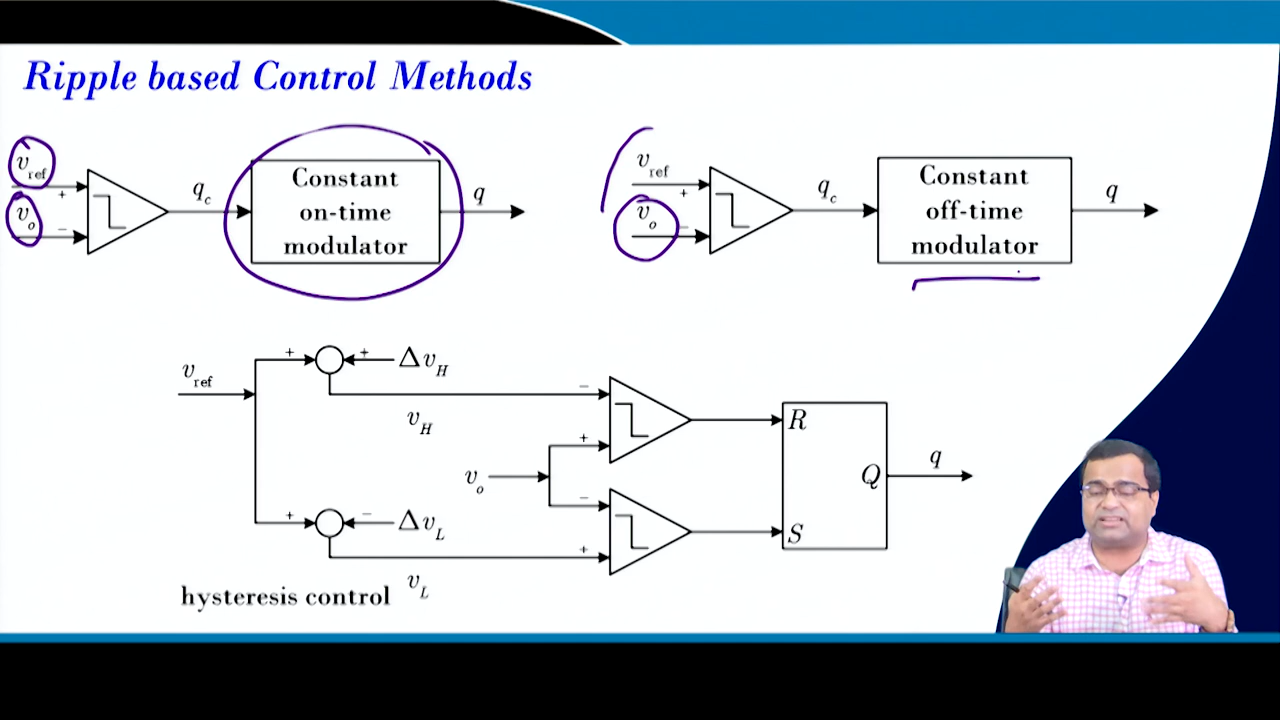 Ripple based Control Methods
v_ref
+
v_o
−
q_c
Constant
on-time
modulator
q
v_ref
+
v_o
−
q_c
Constant
off-time
modulator
q
v_ref
+
+
Δv_H
v_H
−
+
R
v_o
−
+
S
Q
q
+
−
Δv_L
v_L
hysteresis control